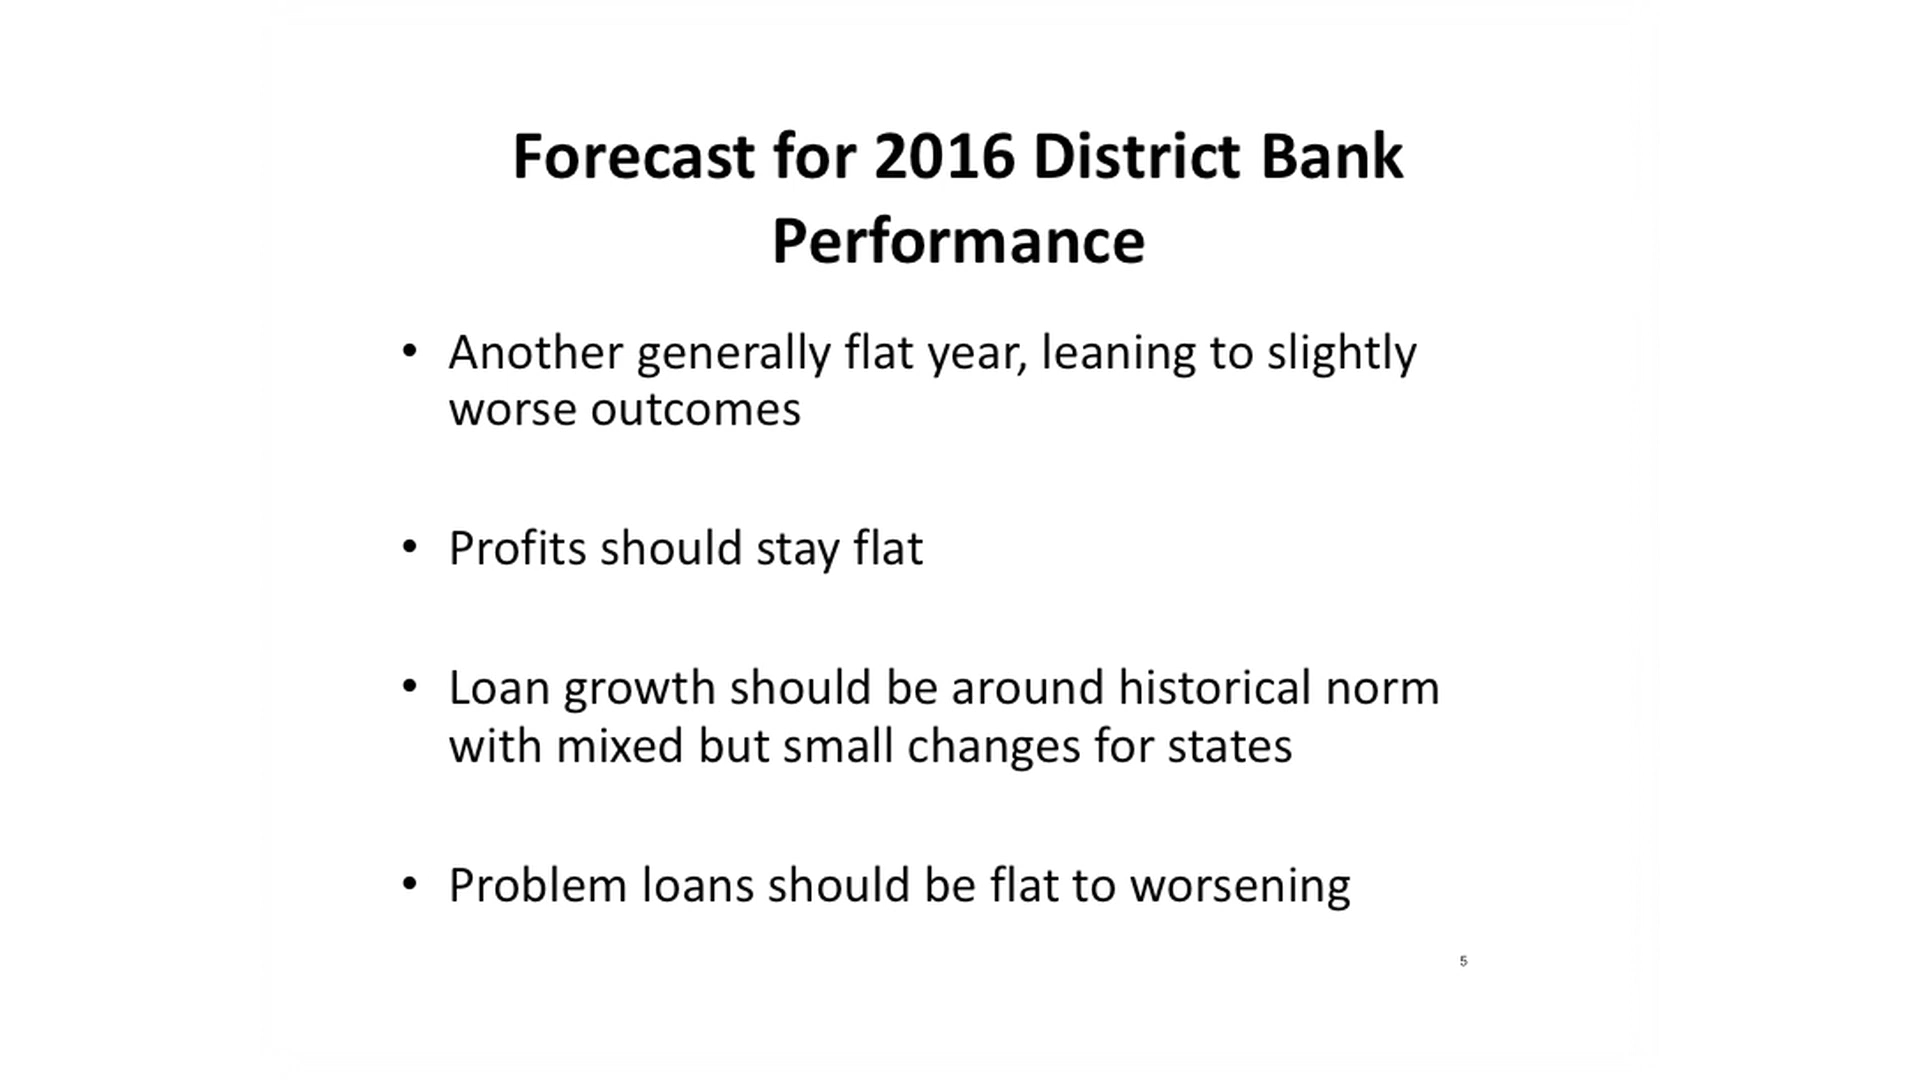 Forecast for 2016 District Bank
Performance
• Another generally flat year, leaning to slightly
worse outcomes
• Profits should stay flat
• Loan growth should be around historical norm
with mixed but small changes for states
• Problem loans should be flat to worsening
5